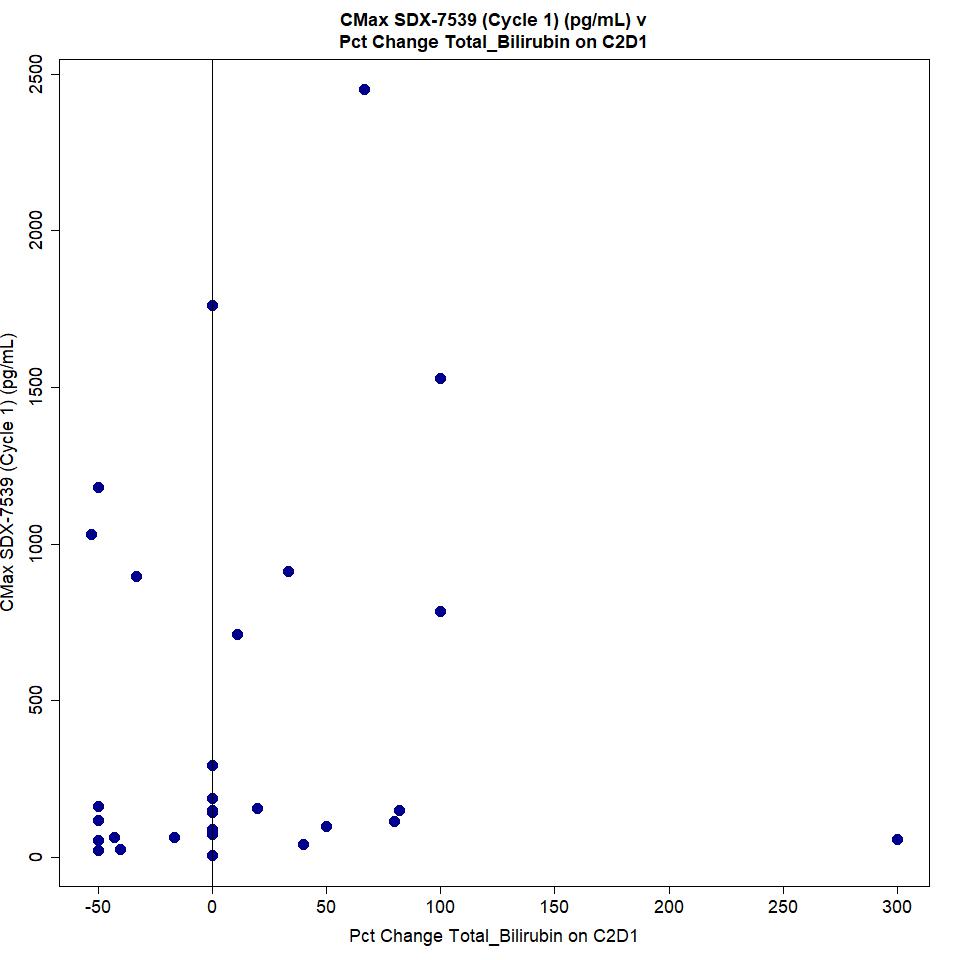 CMax SDX-7539 (Cycle 1) (pg/mL) v
Pct Change Total_Bilirubin on C2D1
CMax SDX-7539 (Cycle 1) (pg/mL)
2500
2000
1500
1000
500
0
-50 0 50 100 150 200 250 300
Pct Change Total_Bilirubin on C2D1